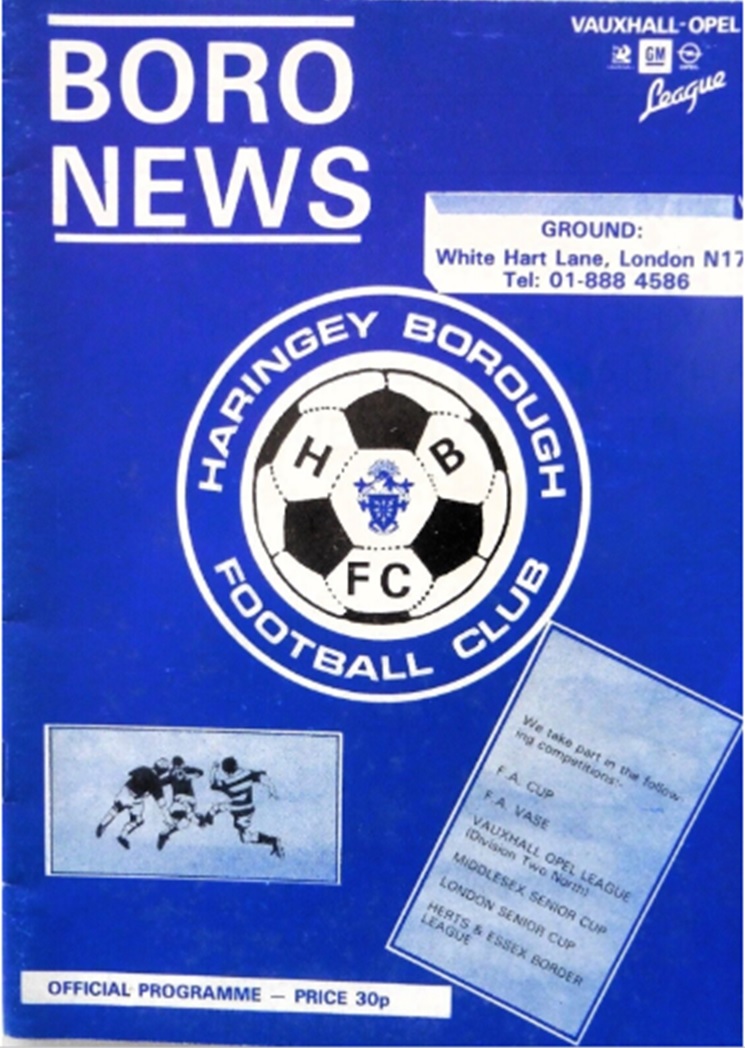 BORO
NEWS
VAUXHALL-OPEL
GM
OPEL
League
GROUND:
White Hart Lane, London N17
Tel: 01-888 4586
HARINGEY BOROUGH
H B
FC
FOOTBALL CLUB
We take part in the follow-
ing competitions:-
F.A. CUP
F.A. VASE
VAUXHALL OPEL LEAGUE
(Division Two North)
MIDDLESEX SENIOR CUP
LONDON SENIOR CUP
HERTS & ESSEX BORDER
LEAGUE
OFFICIAL PROGRAMME — PRICE 30p